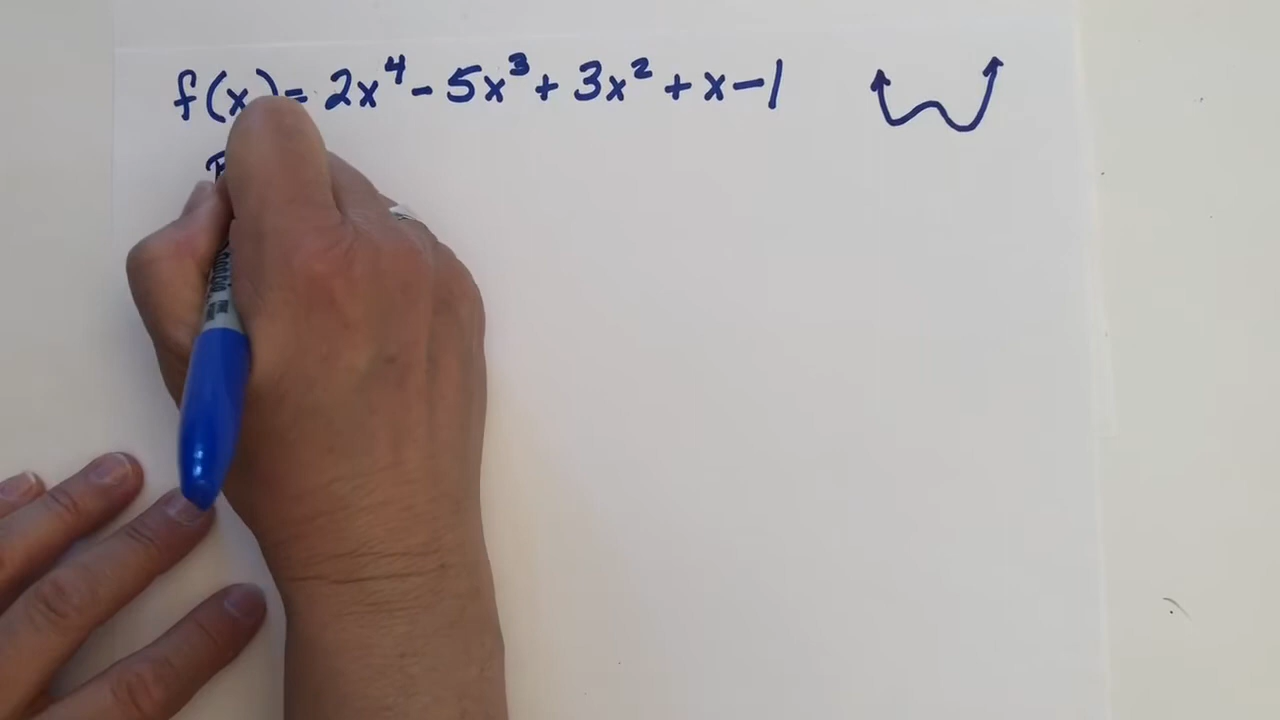 f(x) = 2x⁴ - 5x³ + 3x² + x - 1